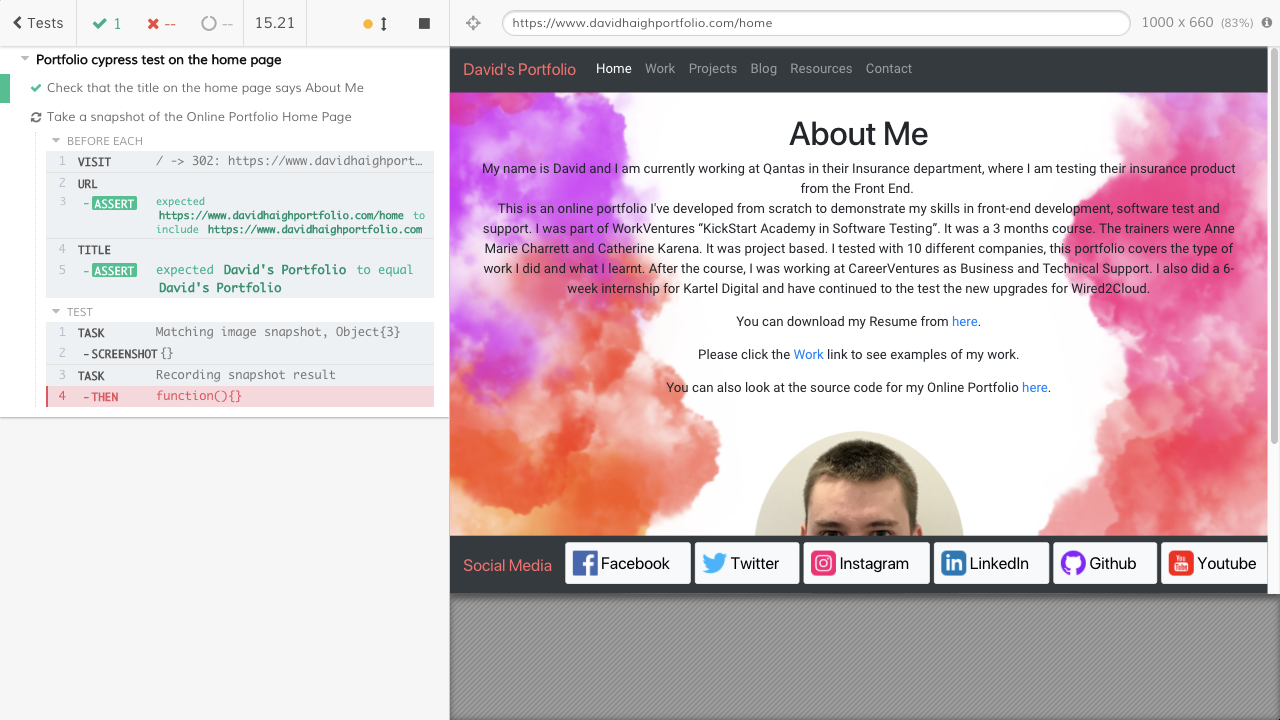 Tests
1
--
--
15.21
https://www.davidhaighportfolio.com/home
1000 x 660 (83%)
Portfolio cypress test on the home page
Check that the title on the home page says About Me
Take a snapshot of the Online Portfolio Home Page
BEFORE EACH
1 VISIT / -> 302: https://www.davidhaighport…
2 URL
3 -ASSERT expected
https://www.davidhaighportfolio.com/home to
include https://www.davidhaighportfolio.com
4 TITLE
5 -ASSERT expected David's Portfolio to equal
David's Portfolio
TEST
1 TASK Matching image snapshot, Object{3}
2 -SCREENSHOT {}
3 TASK Recording snapshot result
4 -THEN function(){}
David's Portfolio Home Work Projects Blog Resources Contact
About Me
My name is David and I am currently working at Qantas in their Insurance department, where I am testing their insurance product
from the Front End.
This is an online portfolio I've developed from scratch to demonstrate my skills in front-end development, software test and
support. I was part of WorkVentures “KickStart Academy in Software Testing”. It was a 3 months course. The trainers were Anne
Marie Charrett and Catherine Karena. It was project based. I tested with 10 different companies, this portfolio covers the type of
work I did and what I learnt. After the course, I was working at CareerVentures as Business and Technical Support. I also did a 6-
week internship for Kartel Digital and have continued to the test the new upgrades for Wired2Cloud.
You can download my Resume from here.
Please click the Work link to see examples of my work.
You can also look at the source code for my Online Portfolio here.
Social Media Facebook Twitter Instagram LinkedIn Github Youtube